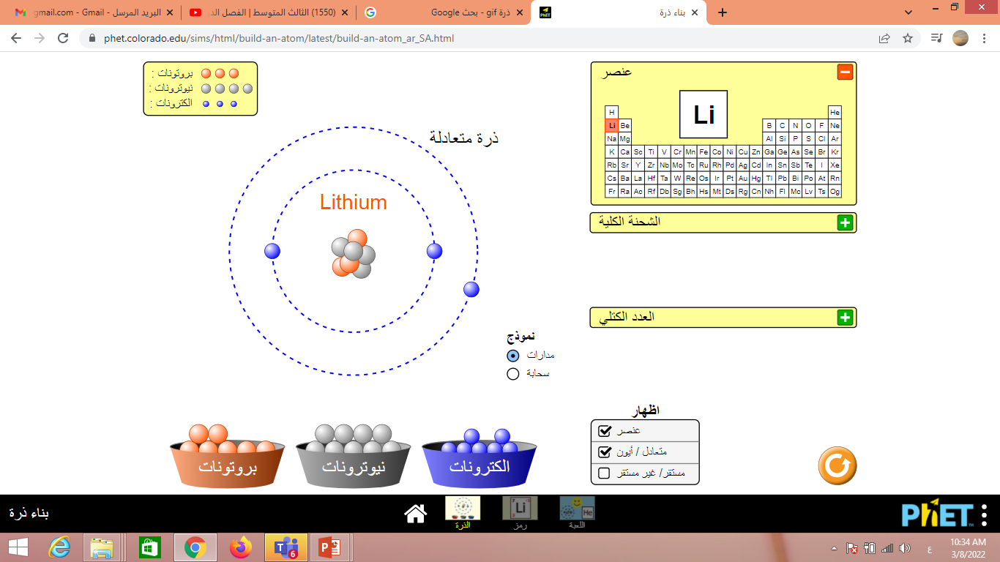 البريد المرسل - gmail.com - Gmail
(1550) الثالث المتوسط | الفصل الدر
ذرة gif - بحث Google
بناء ذرة
phet.colorado.edu/sims/html/build-an-atom/latest/build-an-atom_ar_SA.html
بروتونات :
نيوترونات :
الكترونات :
ذرة متعادلة
Lithium
عنصر
Li
H He
Li Be B C N O F Ne
Na Mg Al Si P S Cl Ar
K Ca Sc Ti V Cr Mn Fe Co Ni Cu Zn Ga Ge As Se Br Kr
Rb Sr Y Zr Nb Mo Tc Ru Rh Pd Ag Cd In Sn Sb Te I Xe
Cs Ba La Hf Ta W Re Os Ir Pt Au Hg Tl Pb Bi Po At Rn
Fr Ra Ac Rf Db Sg Bh Hs Mt Ds Rg Cn Nh Fl Mc Lv Ts Og
الشحنة الكلية
العدد الكتلي
نموذج
مدارات
سحابة
اظهار
عنصر
متعادل / أيون
مستقر/ غير مستقر
بروتونات
نيوترونات
الكترونات
بناء ذرة
الذرة
Li
رمز
He
اللعبة
PhET
6
ع
10:34 AM
3/8/2022